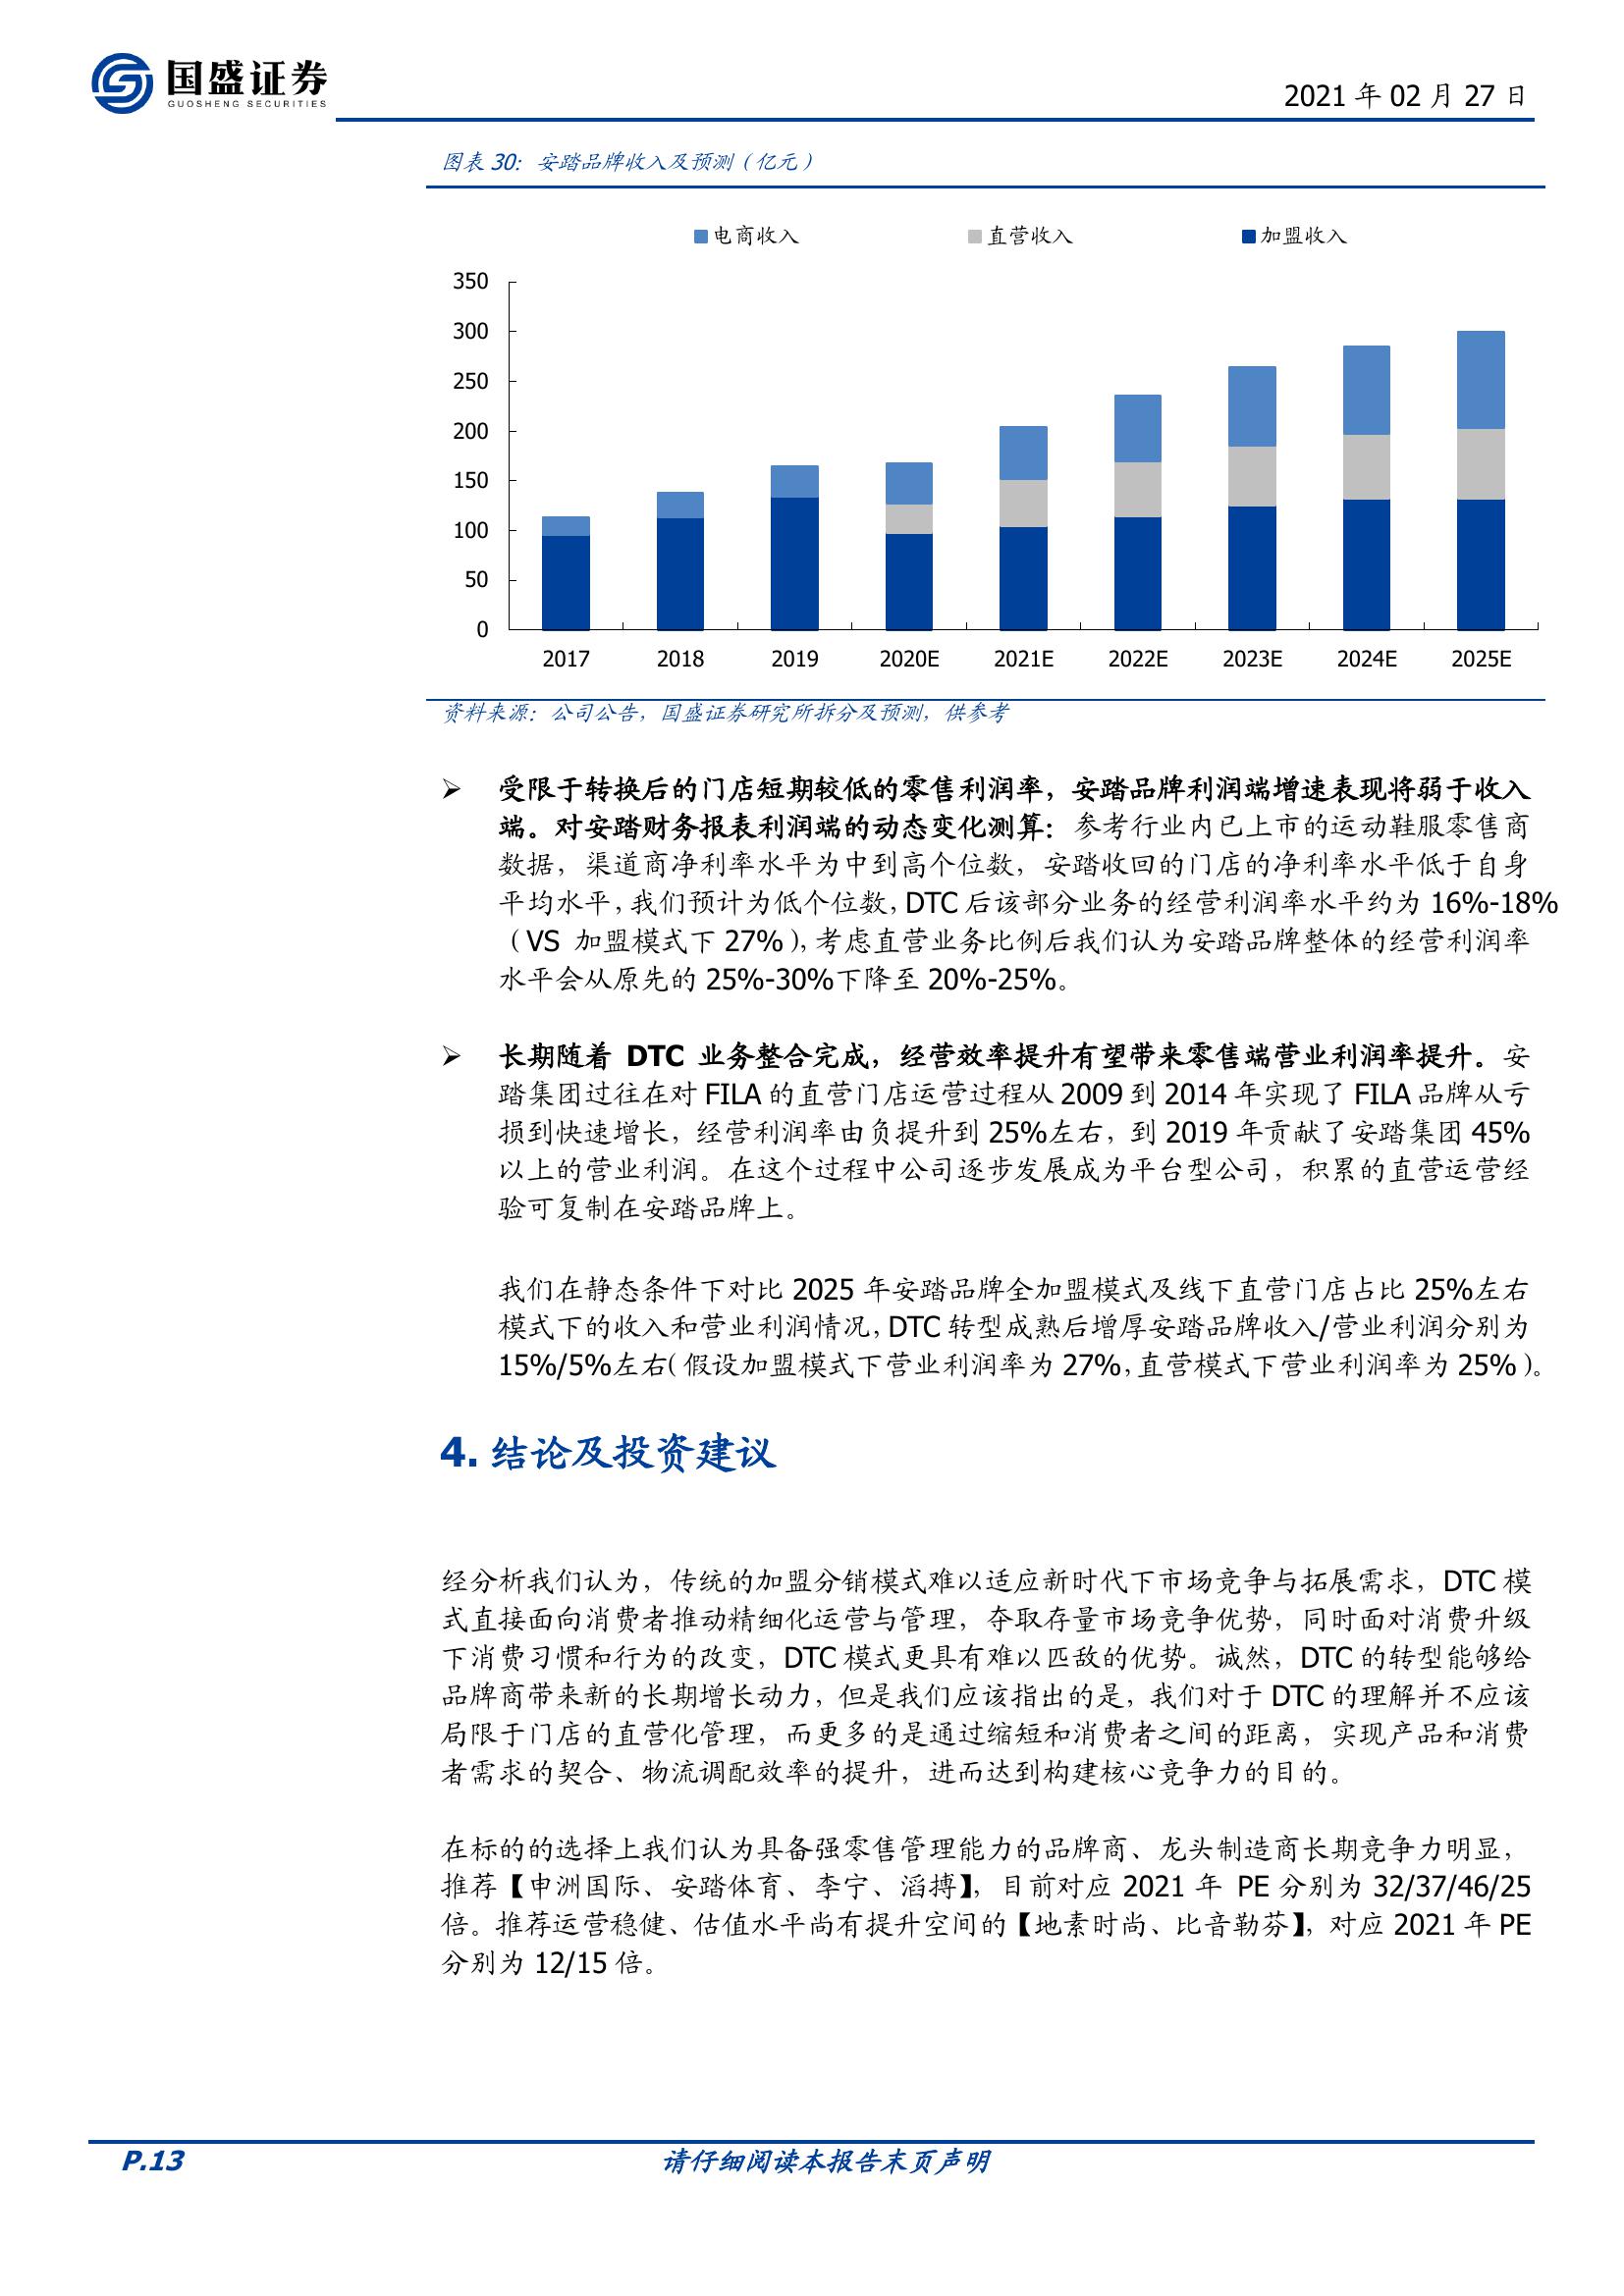 国盛证券
GUOSHENG SECURITIES
2021 年 02 月 27 日
图表 30：安踏品牌收入及预测（亿元）
电商收入 直营收入 加盟收入
350
300
250
200
150
100
50
0
2017 2018 2019 2020E 2021E 2022E 2023E 2024E 2025E
资料来源：公司公告，国盛证券研究所拆分及预测，供参考
➢ 受限于转换后的门店短期较低的零售利润率，安踏品牌利润端增速表现将弱于收入
端。对安踏财务报表利润端的动态变化测算：参考行业内已上市的运动鞋服零售商
数据，渠道商净利率水平为中到高个位数，安踏收回的门店的净利率水平低于自身
平均水平，我们预计为低个位数，DTC 后该部分业务的经营利润率水平约为 16%-18%
（VS 加盟模式下 27%），考虑直营业务比例后我们认为安踏品牌整体的经营利润率
水平会从原先的 25%-30%下降至 20%-25%。
➢ 长期随着 DTC 业务整合完成，经营效率提升有望带来零售端营业利润率提升。安
踏集团过往在对 FILA 的直营门店运营过程从 2009 到 2014 年实现了 FILA 品牌从亏
损到快速增长，经营利润率由负提升到 25%左右，到 2019 年贡献了安踏集团 45%
以上的营业利润。在这个过程中公司逐步发展成为平台型公司，积累的直营运营经
验可复制在安踏品牌上。
我们在静态条件下对比 2025 年安踏品牌全加盟模式及线下直营门店占比 25%左右
模式下的收入和营业利润情况，DTC 转型成熟后增厚安踏品牌收入/营业利润分别为
15%/5%左右（假设加盟模式下营业利润率为 27%，直营模式下营业利润率为 25%）。
4. 结论及投资建议
经分析我们认为，传统的加盟分销模式难以适应新时代下市场竞争与拓展需求，DTC 模
式直接面向消费者推动精细化运营与管理，夺取存量市场竞争优势，同时面对消费升级
下消费习惯和行为的改变，DTC 模式更具有难以匹敌的优势。诚然，DTC 的转型能够给
品牌商带来新的长期增长动力，但是我们应该指出的是，我们对于 DTC 的理解并不应该
局限于门店的直营化管理，而更多的是通过缩短和消费者之间的距离，实现产品和消费
者需求的契合、物流调配效率的提升，进而达到构建核心竞争力的目的。
在标的的选择上我们认为具备强零售管理能力的品牌商、龙头制造商长期竞争力明显，
推荐【申洲国际、安踏体育、李宁、滔搏】，目前对应 2021 年 PE 分别为 32/37/46/25
倍。推荐运营稳健、估值水平尚有提升空间的【地素时尚、比音勒芬】，对应 2021 年 PE
分别为 12/15 倍。
P.13 请仔细阅读本报告末页声明